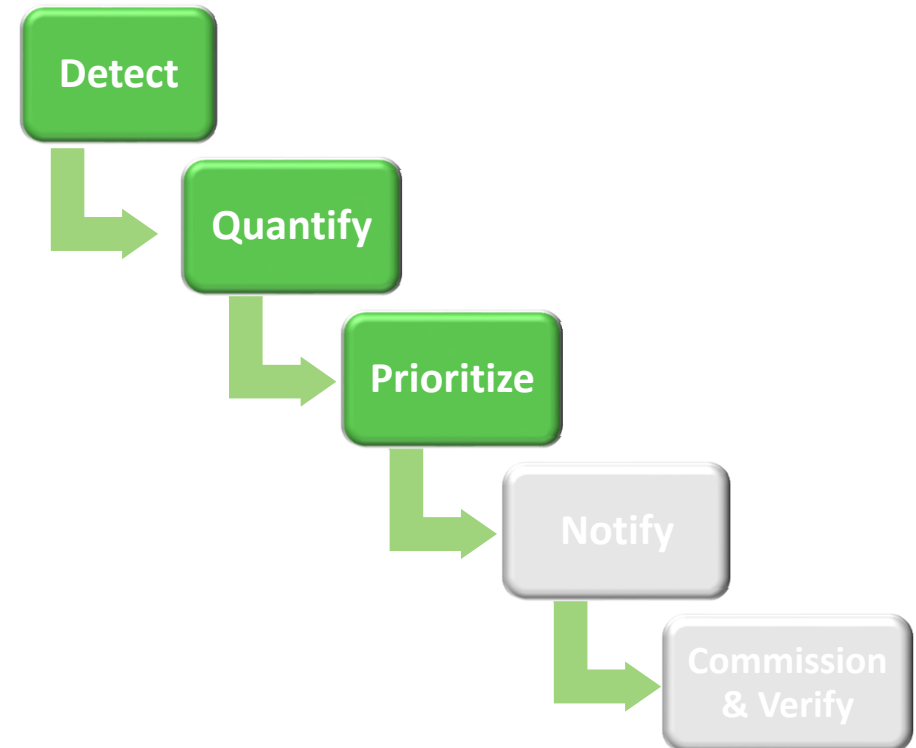 Detect
Quantify
Prioritize
Notify
Commission
& Verify